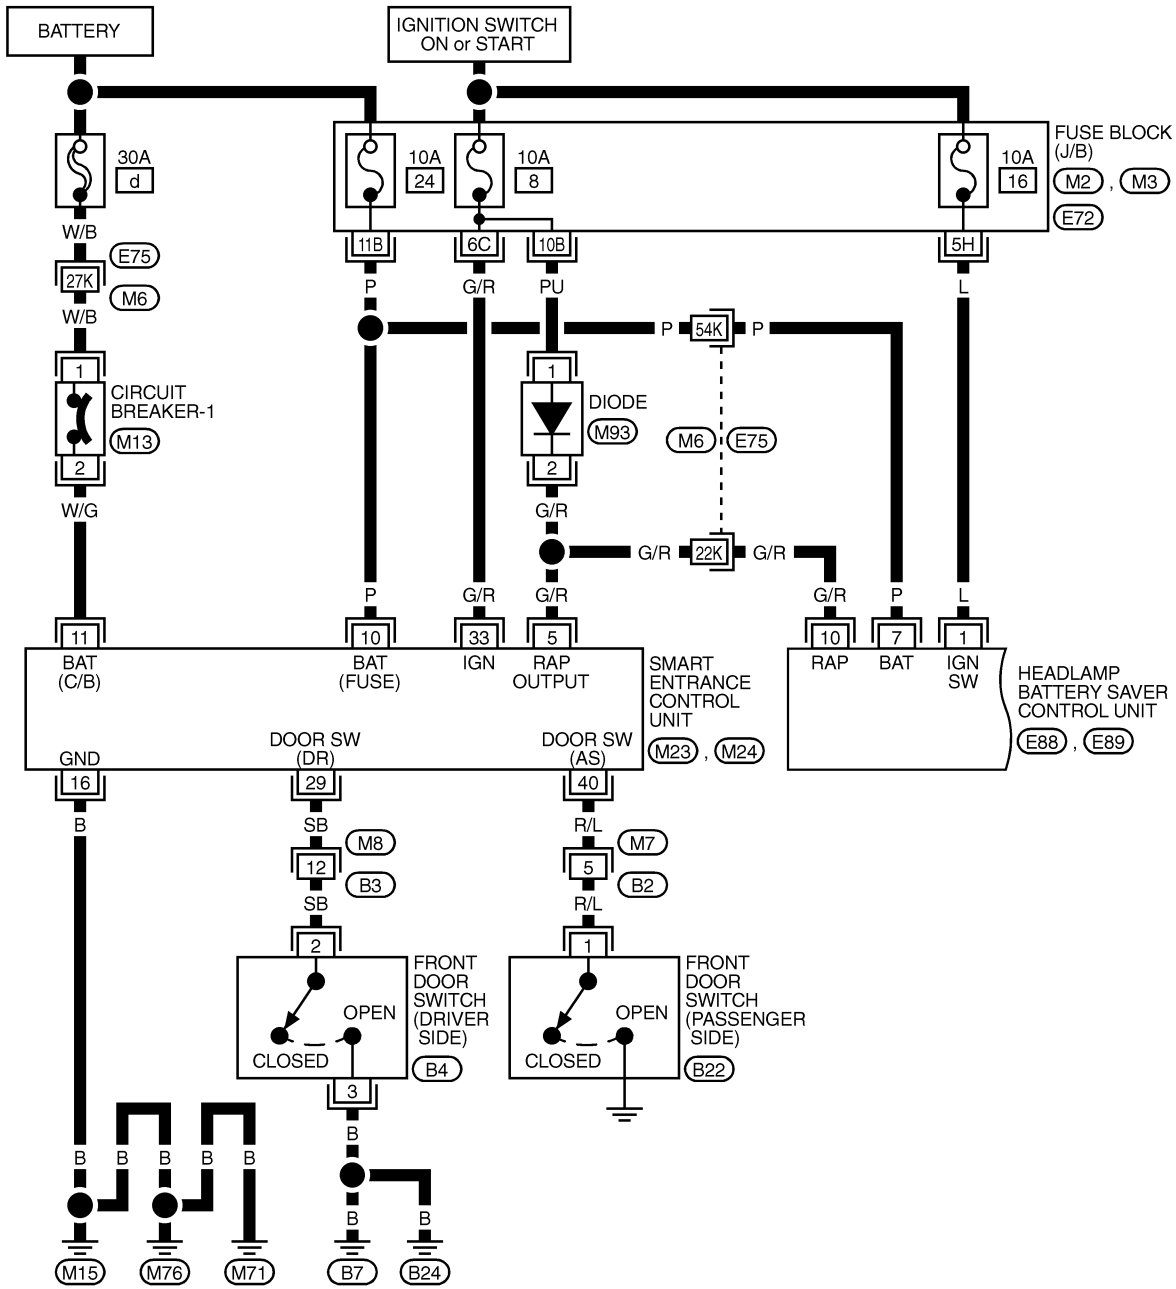 BATTERY
IGNITION SWITCH
ON or START
30A
d
10A
24
10A
8
10A
16
FUSE BLOCK
(J/B)
M2 , M3
E72
W/B
11B
6C
10B
5H
E75
27K
M6
P
G/R
PU
L
W/B
P
54K
P
1
CIRCUIT
BREAKER-1
M13
2
1
DIODE
M93
2
M6
E75
W/G
G/R
G/R
22K
G/R
P
G/R
G/R
G/R
P
L
11
10
33
5
10
7
1
BAT
(C/B)
BAT
(FUSE)
IGN
RAP
OUTPUT
RAP
BAT
IGN
SW
SMART
ENTRANCE
CONTROL
UNIT
M23 , M24
HEADLAMP
BATTERY SAVER
CONTROL UNIT
E88 , E89
GND
DOOR SW
(DR)
DOOR SW
(AS)
16
29
40
B
SB
R/L
M8
12
B3
M7
5
B2
SB
R/L
2
1
OPEN
CLOSED
FRONT
DOOR
SWITCH
(DRIVER
SIDE)
B4
OPEN
CLOSED
FRONT
DOOR
SWITCH
(PASSENGER
SIDE)
B22
3
B
B
B
B
B
B
B
B
M15
M76
M71
B7
B24